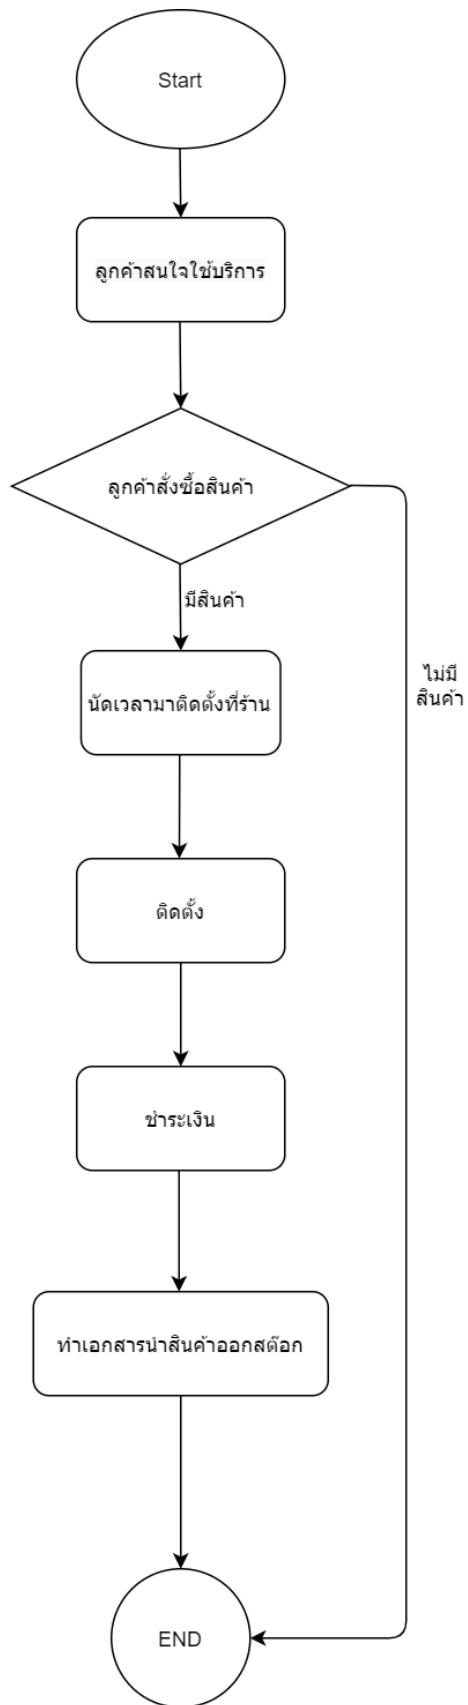 Start
ลูกค้าสนใจใช้บริการ
ลูกค้าสั่งซื้อสินค้า
มีสินค้า
ไม่มี
สินค้า
นัดเวลามาติดตั้งที่ร้าน
ติดตั้ง
ชำระเงิน
ทำเอกสารนำสินค้าออกสต๊อก
END